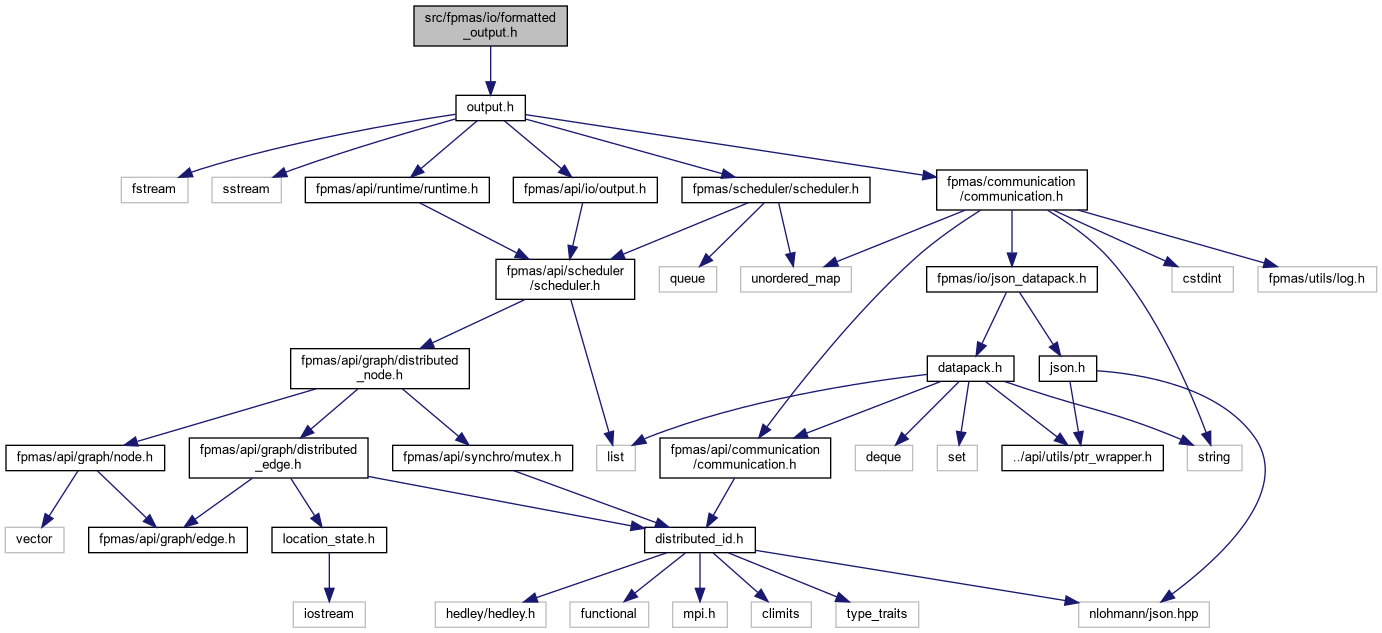 src/fpmas/io/formatted
_output.h
output.h
fstream
sstream
fpmas/api/runtime/runtime.h
fpmas/api/io/output.h
fpmas/scheduler/scheduler.h
fpmas/communication
/communication.h
fpmas/api/scheduler
/scheduler.h
queue
unordered_map
fpmas/io/json_datapack.h
cstdint
fpmas/utils/log.h
fpmas/api/graph/distributed
_node.h
datapack.h
json.h
fpmas/api/graph/node.h
fpmas/api/graph/distributed
_edge.h
fpmas/api/synchro/mutex.h
list
fpmas/api/communication
/communication.h
deque
set
../api/utils/ptr_wrapper.h
string
vector
fpmas/api/graph/edge.h
location_state.h
distributed_id.h
iostream
hedley/hedley.h
functional
mpi.h
climits
type_traits
nlohmann/json.hpp